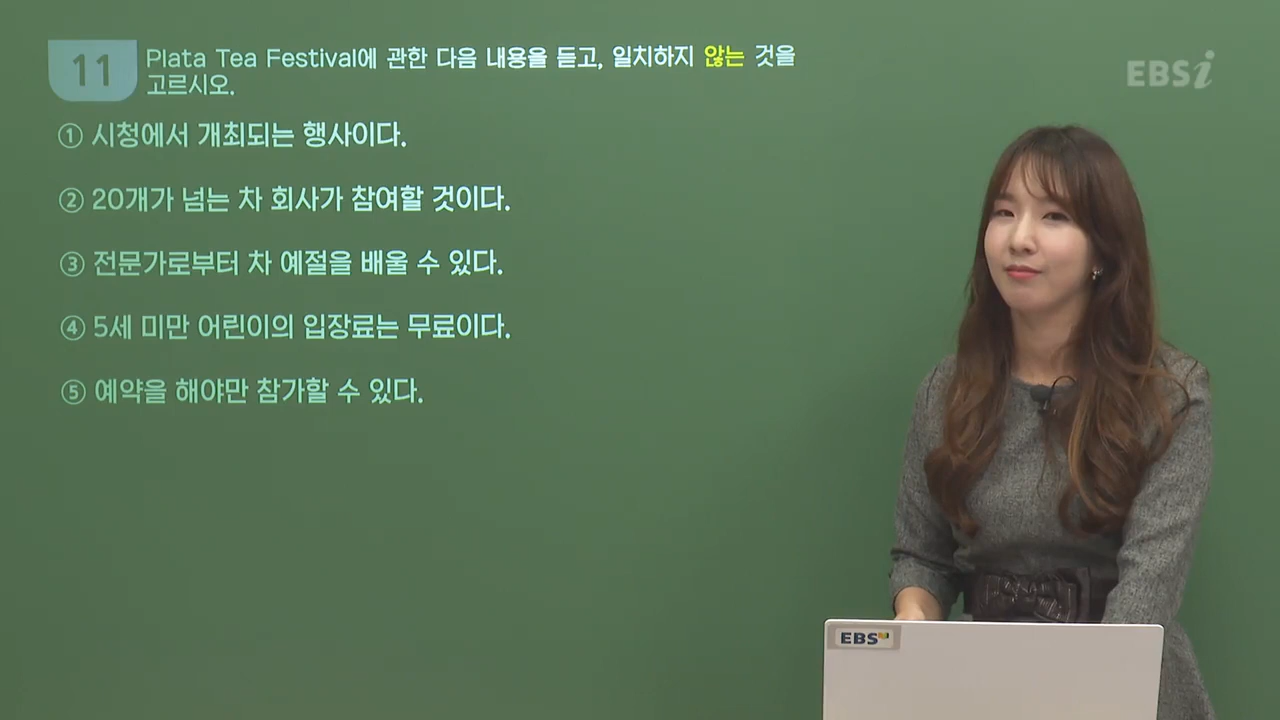 11
Plata Tea Festival에 관한 다음 내용을 듣고, 일치하지 않는 것을
고르시오.
EBSi
① 시청에서 개최되는 행사이다.
② 20개가 넘는 차 회사가 참여할 것이다.
③ 전문가로부터 차 예절을 배울 수 있다.
④ 5세 미만 어린이의 입장료는 무료이다.
⑤ 예약을 해야만 참가할 수 있다.
EBS